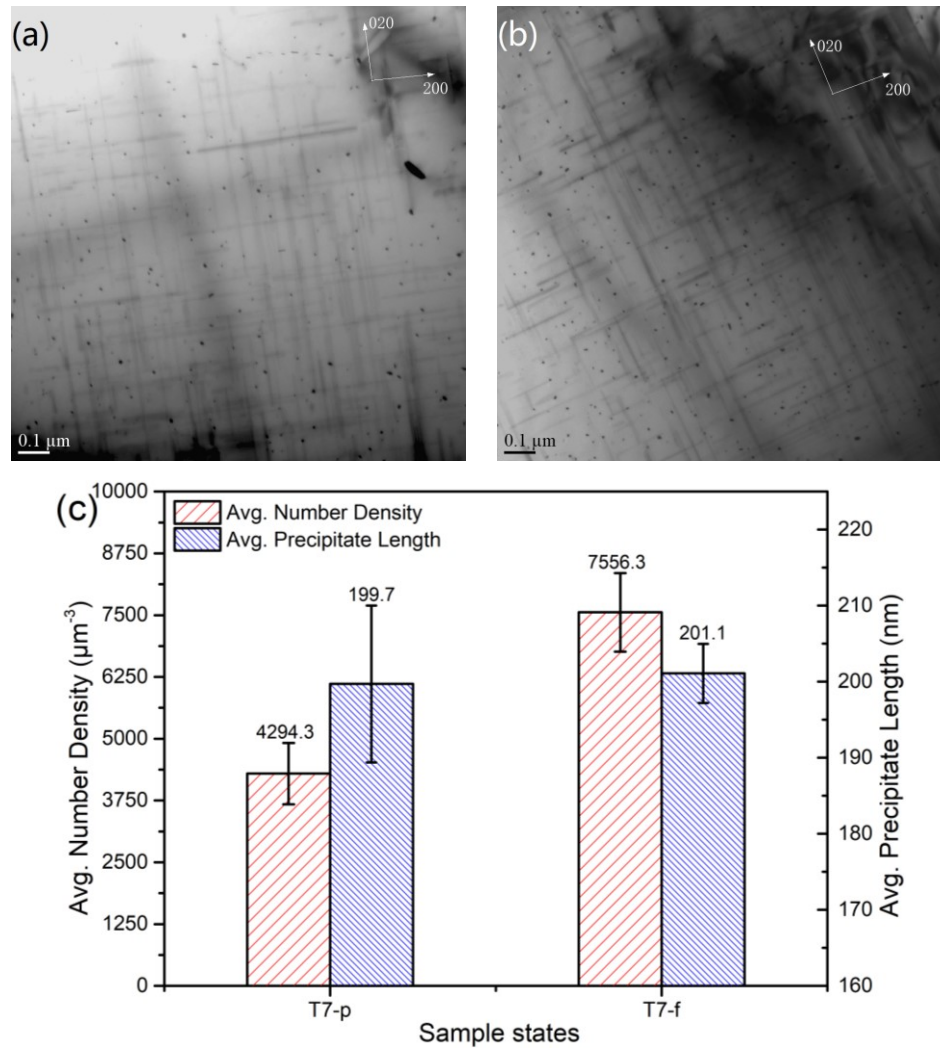 (a)
020
200
0.1 µm
(b)
020
200
0.1 µm
(c)
Avg. Number Density
Avg. Precipitate Length
Avg. Number Density (µm⁻³)
10000
8750
7500
6250
5000
3750
2500
1250
0
4294.3
199.7
7556.3
201.1
220
210
200
190
180
170
160
Avg. Precipitate Length (nm)
T7-p
T7-f
Sample states